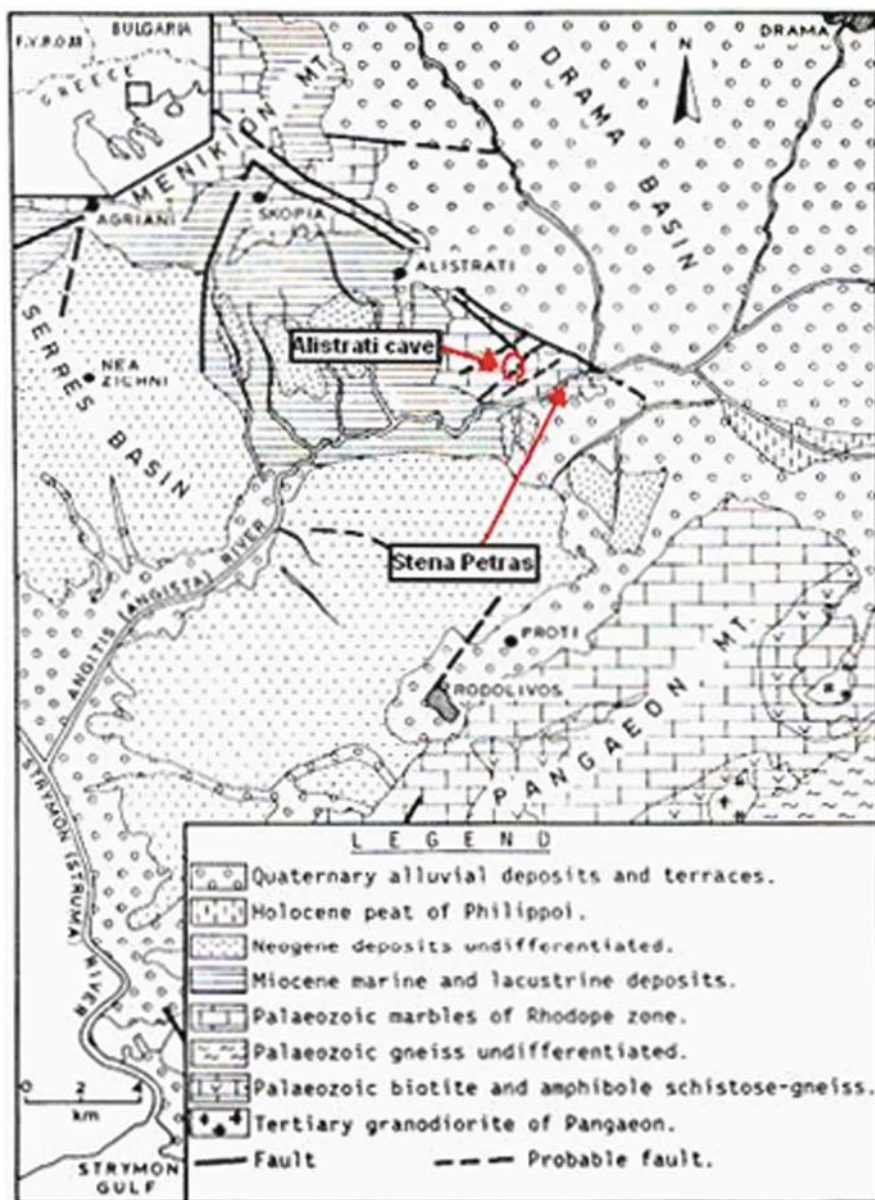 F.Y.R.O.M
BULGARIA
GREECE
DRAMA
N
MENIKION MT.
DRAMA BASIN
AGRIANI
SKOPIA
ALISTRATI
Alistrati cave
SERRES BASIN
NEA
ZICHNI
Stena Petras
ANGITIS (ANGISTA) RIVER
PROTI
RODOLIVOS
PANGAEON MT.
STRYMON (STRUMA) RIVER
LEGEND
Quaternary alluvial deposits and terraces.
Holocene peat of Philippoi.
Neogene deposits undifferentiated.
Miocene marine and lacustrine deposits.
Palaeozoic marbles of Rhodope zone.
Palaeozoic gneiss undifferentiated.
Palaeozoic biotite and amphibole schistose-gneiss.
Tertiary granodiorite of Pangaeon.
Fault
Probable fault.
0 2 4
km
STRYMON
GULF